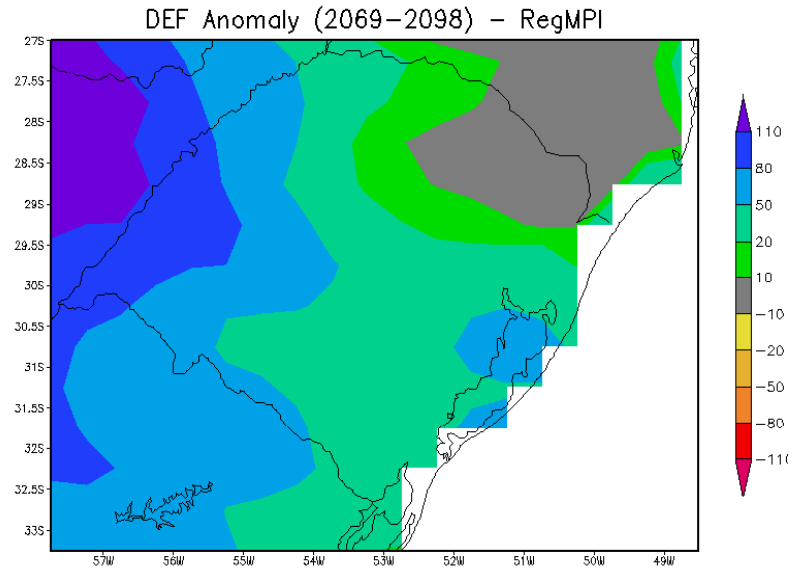 DEF Anomaly (2069-2098) - RegMPI
27S
27.5S
28S
28.5S
29S
29.5S
30S
30.5S
31S
31.5S
32S
32.5S
33S
57W 56W 55W 54W 53W 52W 51W 50W 49W
110
80
50
20
10
-10
-20
-50
-80
-110